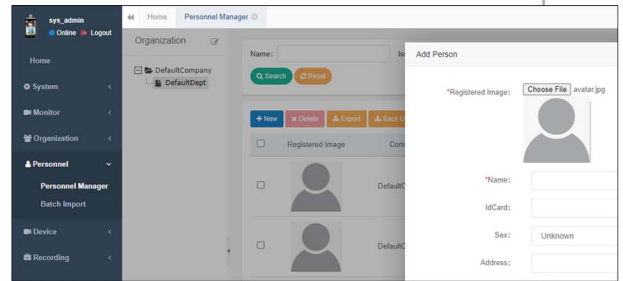 sys_admin
Online Logout
Home
System
Monitor
Organization
Personnel
Personnel Manager
Batch Import
Device
Recording
Home Personnel Manager
Organization
DefaultCompany
DefaultDept
Name:
Search Reset
New Delete Export
Registered Image
DefaultC
DefaultC
Add Person
*Registered Image: Choose File avatar.jpg
*Name:
IdCard:
Sex: Unknown
Address: